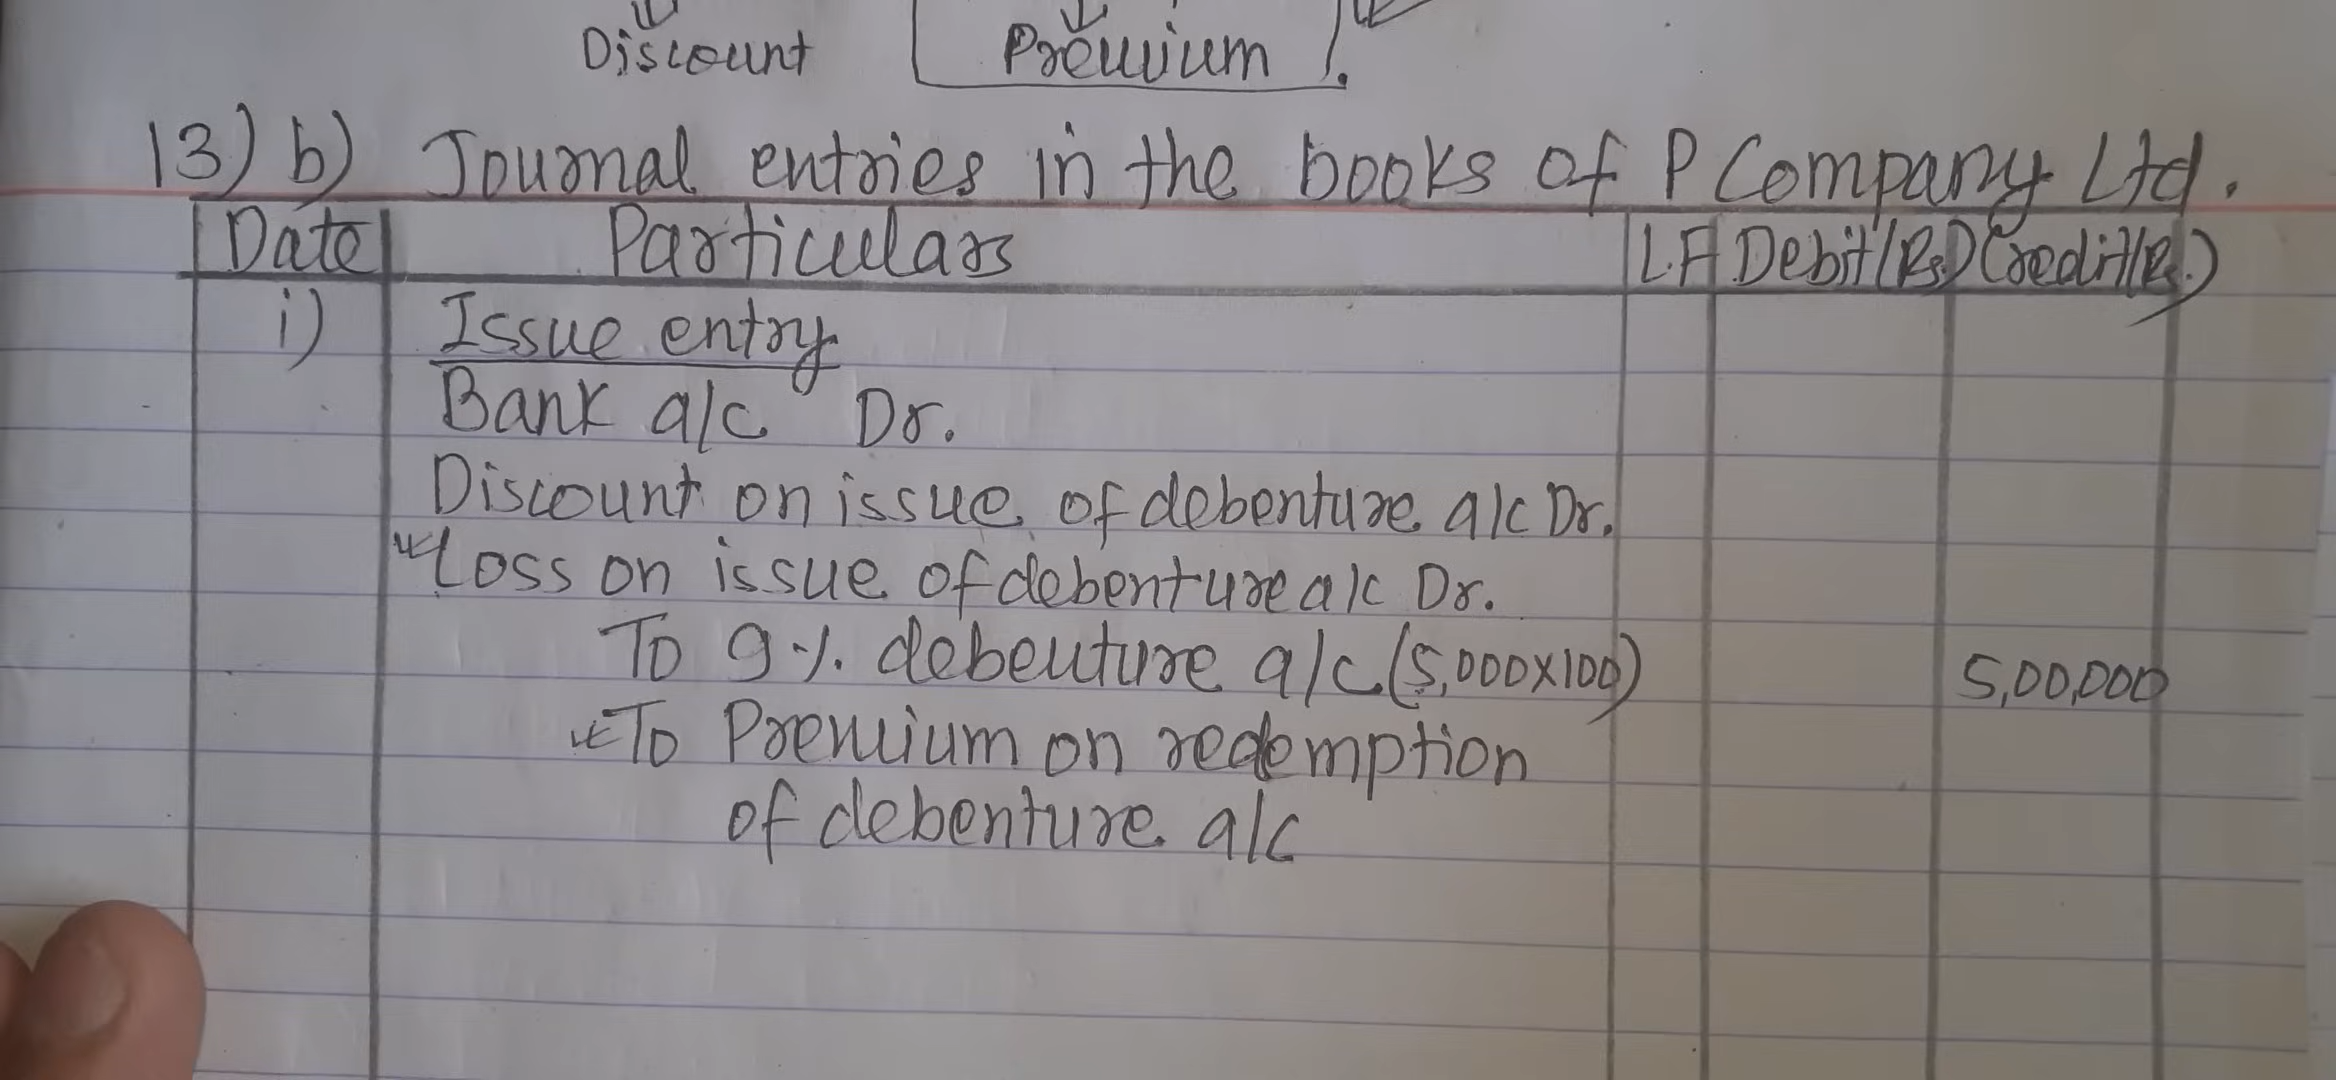 Discount Premium
13) b) Journal entries in the books of P Company Ltd.
Date Particulars L.F Debit(Rs.) Credit(Rs.)
i) Issue entry
Bank a/c Dr.
Discount on issue of debenture a/c Dr.
Loss on issue of debenture a/c Dr.
To 9% debenture a/c (5,000x100) 5,00,000
To Premium on redemption
of debenture a/c